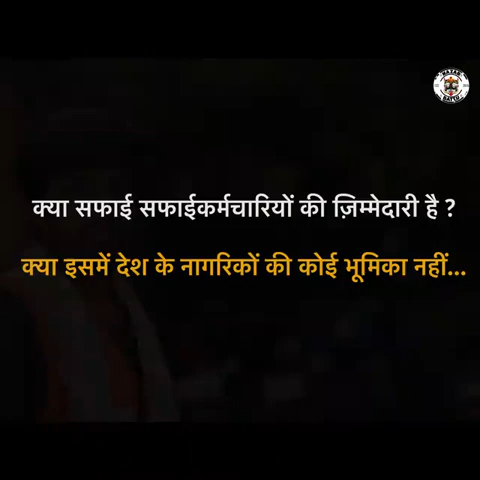 क्या सफाई सफाईकर्मचारियों की ज़िम्मेदारी है ?
क्या इसमें देश के नागरिकों की कोई भूमिका नहीं...